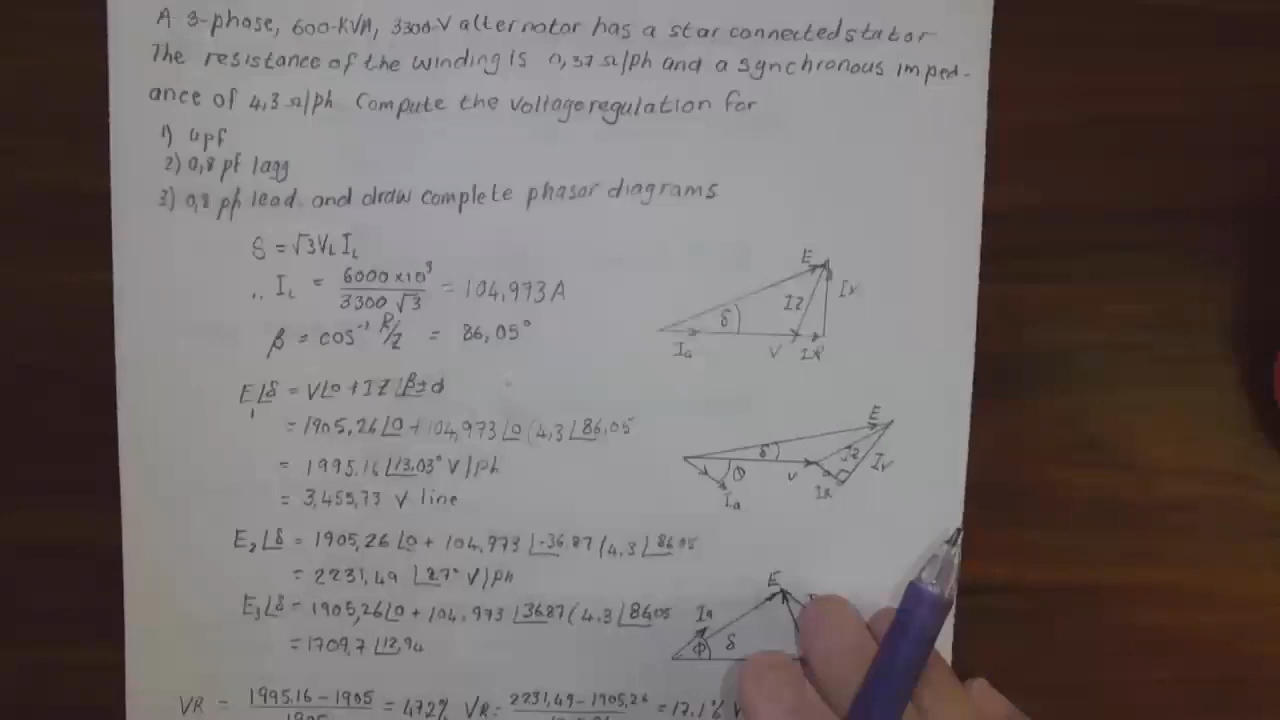 A 3-phase, 600-KVA, 3300-V alternator has a star connected stator
The resistance of the winding is 0,37 Ω/ph and a synchronous imped-
ance of 4,3 Ω/ph Compute the voltage regulation for
1) upf
2) 0,8 pf lagg
3) 0,8 pf lead and draw complete phasor diagrams
S = √3 VL IL
∴ IL = 6000 × 10³ / 3300 √3 = 104,973 A
β = cos⁻¹ R/Z = 86,05°
E
IZ
Ix
δ
Ia
V
IR
E∠δ = V∠0 + IZ ∠β±φ
1
= 1905,26∠0 + 104,973∠0 (4,3∠86,05
= 1995,16 ∠13,03° V/ph
= 3,455,73 V line
E
δ
IZ
Ix
θ
V
IR
Ia
E₂∠δ = 1905,26∠0 + 104,973 ∠-36,87 (4,3 ∠86,05
= 2231,49 ∠27° V/ph
E₃∠δ = 1905,26∠0 + 104,973 ∠36,87 (4,3 ∠86,05
= 1709,7 ∠12,94
E
Ia
Φ
δ
VR = 1995,16 – 1905 / 1905 = 4,72% VR = 2231,49 – 1905,26 = 17,1%